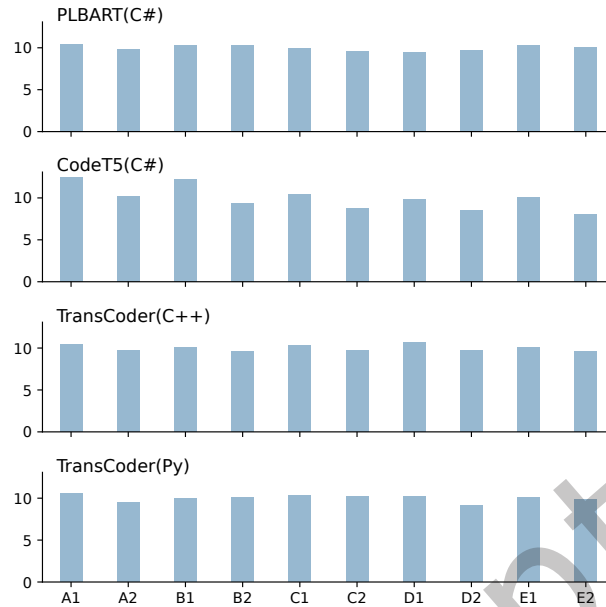 PLBART(C#)
10
5
0
CodeT5(C#)
10
5
0
TransCoder(C++)
10
5
0
TransCoder(Py)
10
5
0
A1 A2 B1 B2 C1 C2 D1 D2 E1 E2